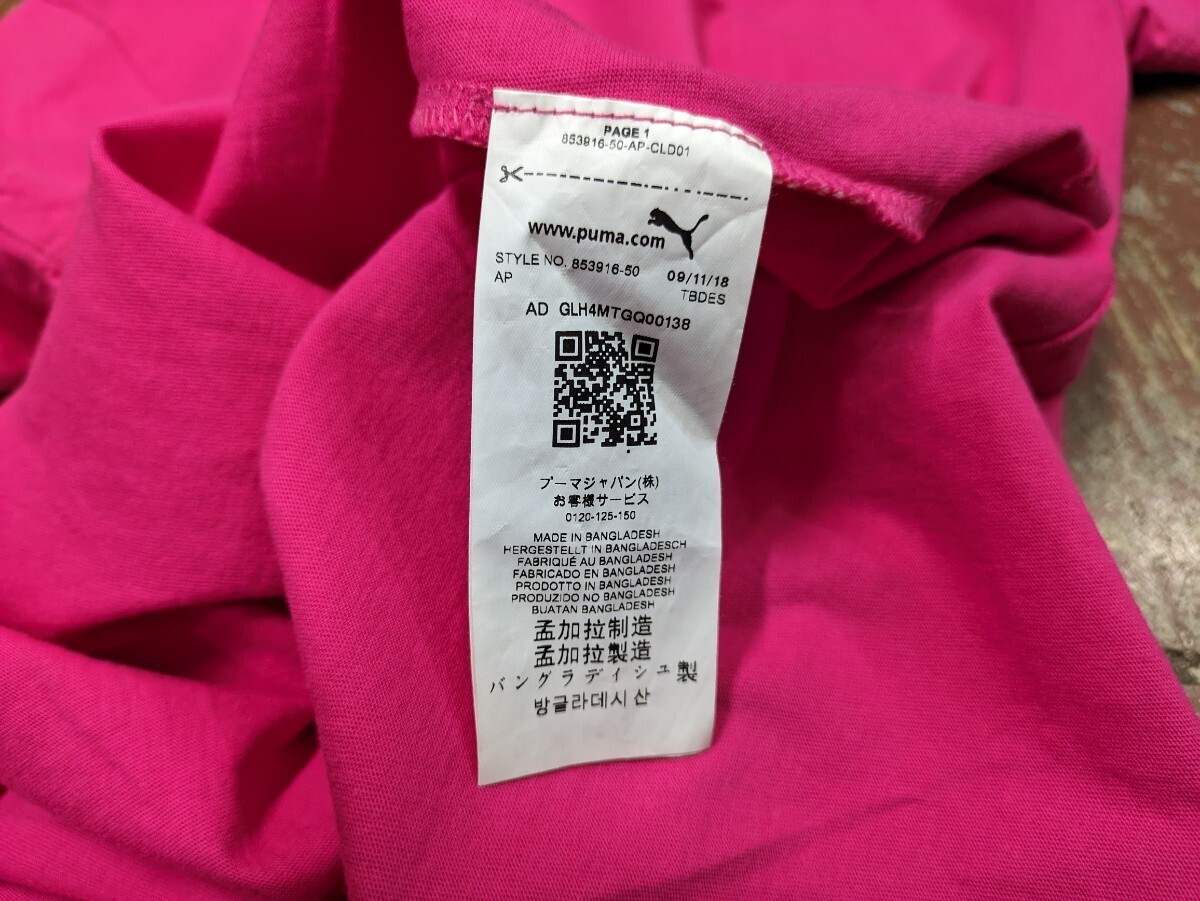 PAGE 1
853916-50-AP-CLD01
www.puma.com
STYLE NO. 853916-50 09/11/18
AP TBDES
AD GLH4MTGQ00138
プーマジャパン(株)
お客様サービス
0120-125-150
MADE IN BANGLADESH
HERGESTELLT IN BANGLADESCH
FABRIQUÉ AU BANGLADESH
FABRICADO EN BANGLADESH
PRODOTTO IN BANGLADESH
PRODUZIDO NO BANGLADESH
BUATAN BANGLADESH
孟加拉制造
孟加拉製造
バングラディシュ製
방글라데시 산